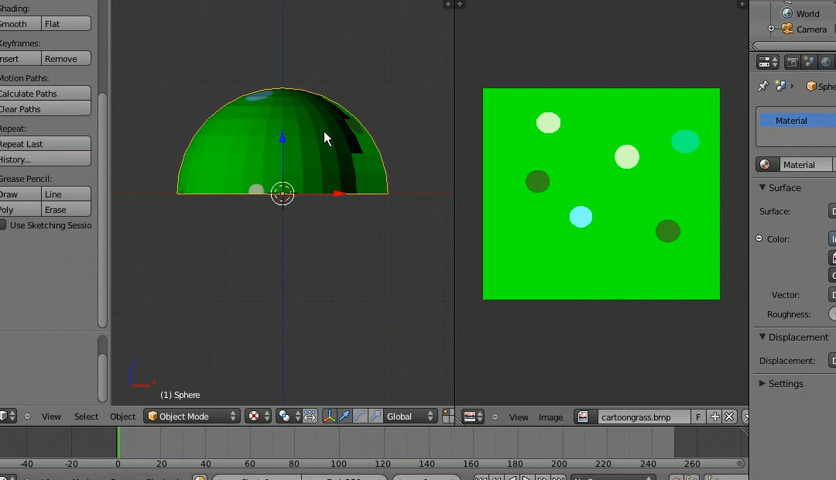 Shading:
Smooth Flat
Keyframes:
Insert Remove
Motion Paths:
Calculate Paths
Clear Paths
Repeat:
Repeat Last
History...
Grease Pencil:
Draw Line
Poly Erase
Use Sketching Sessio
(1) Sphere
View Select Object Object Mode Global
View Image cartoongrass.bmp F
World
Camera
Sphe
Material
Material
Surface
Surface:
Color:
Vector:
Roughness:
Displacement
Displacement:
Settings
-40 -20 0 20 40 60 80 100 120 140 160 180 200 220 240 260